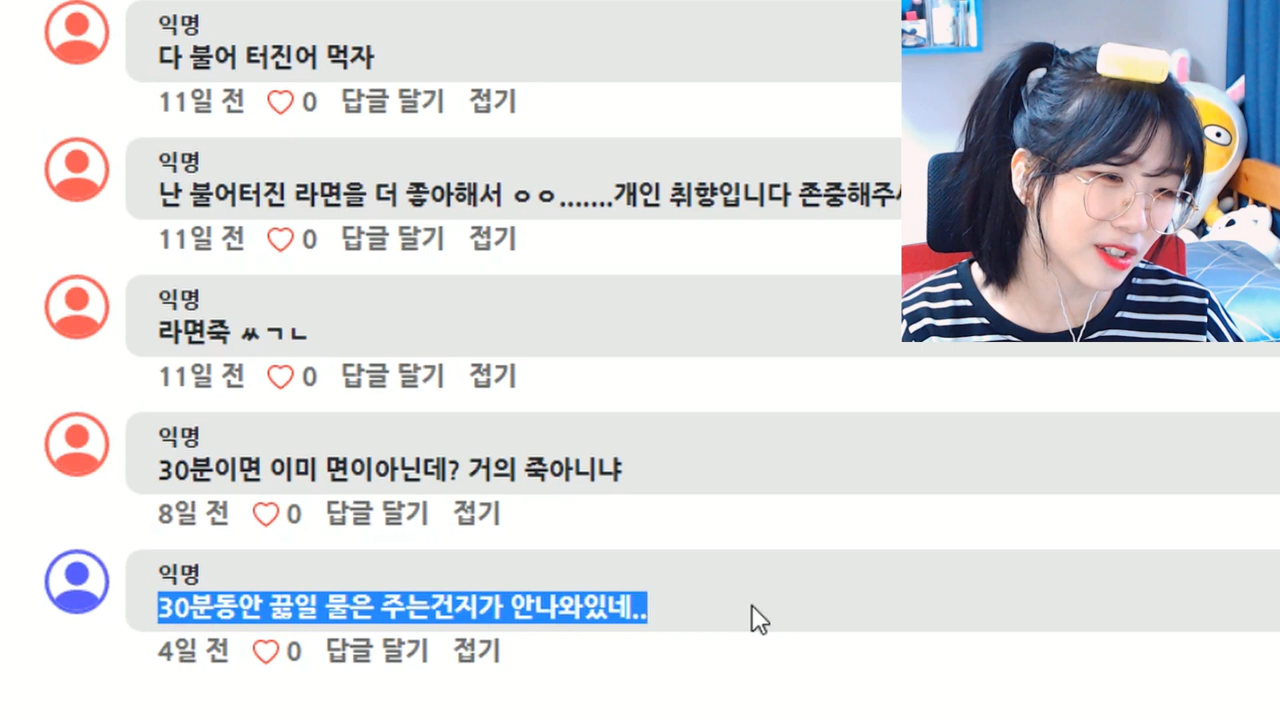 익명
다 불어 터진어 먹자
11일 전 0 답글 달기 접기
익명
난 불어터진 라면을 더 좋아해서 ㅇㅇ.......개인 취향입니다 존중해주
11일 전 0 답글 달기 접기
익명
라면죽 ㅆㄱㄴ
11일 전 0 답글 달기 접기
익명
30분이면 이미 면이아닌데? 거의 죽아니냐
8일 전 0 답글 달기 접기
익명
30분동안 끓일 물은 주는건지가 안나와있네..
4일 전 0 답글 달기 접기